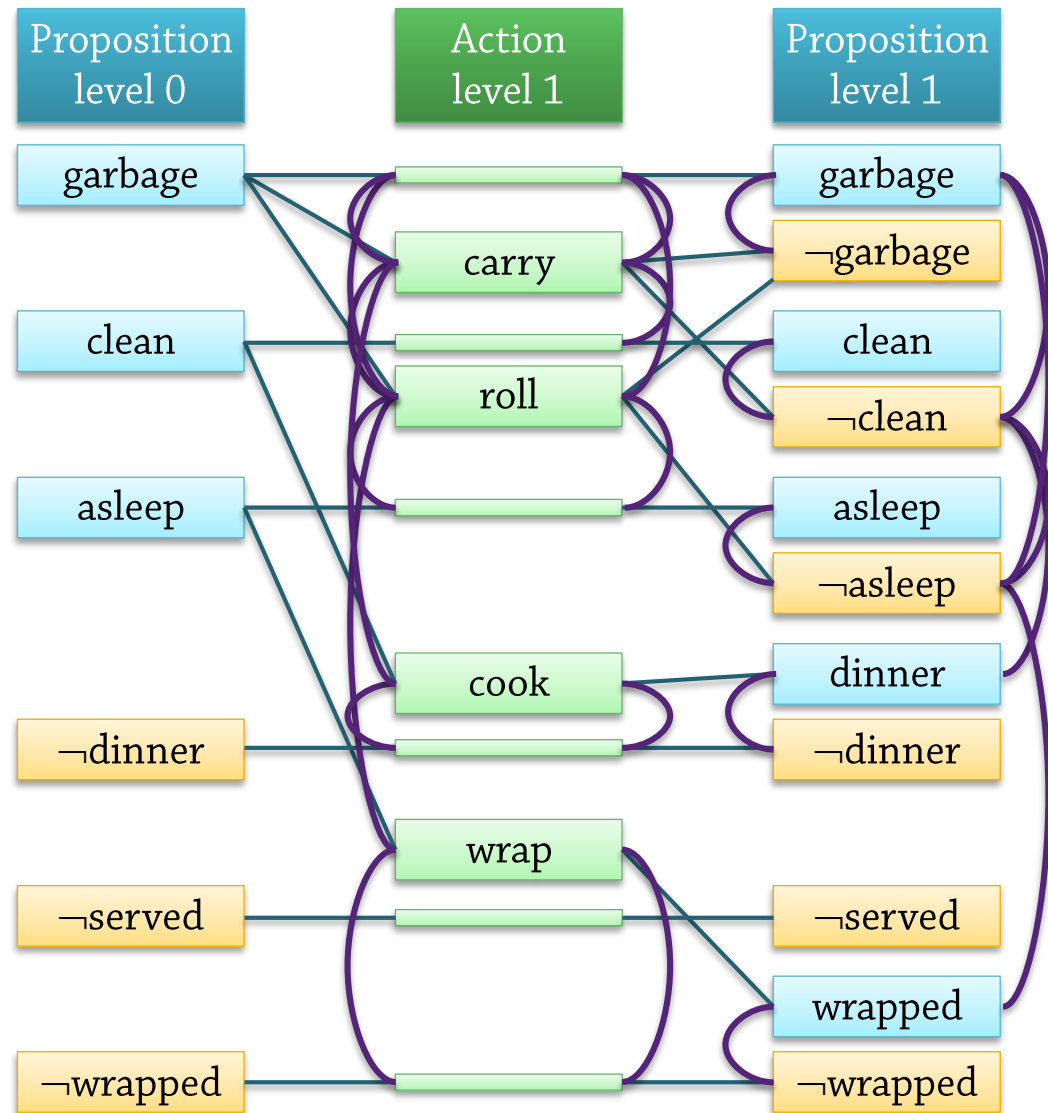 Proposition
level 0
Action
level 1
Proposition
level 1
garbage
garbage
carry
¬garbage
clean
clean
roll
¬clean
asleep
asleep
¬asleep
cook
dinner
¬dinner
¬dinner
wrap
¬served
¬served
wrapped
¬wrapped
¬wrapped